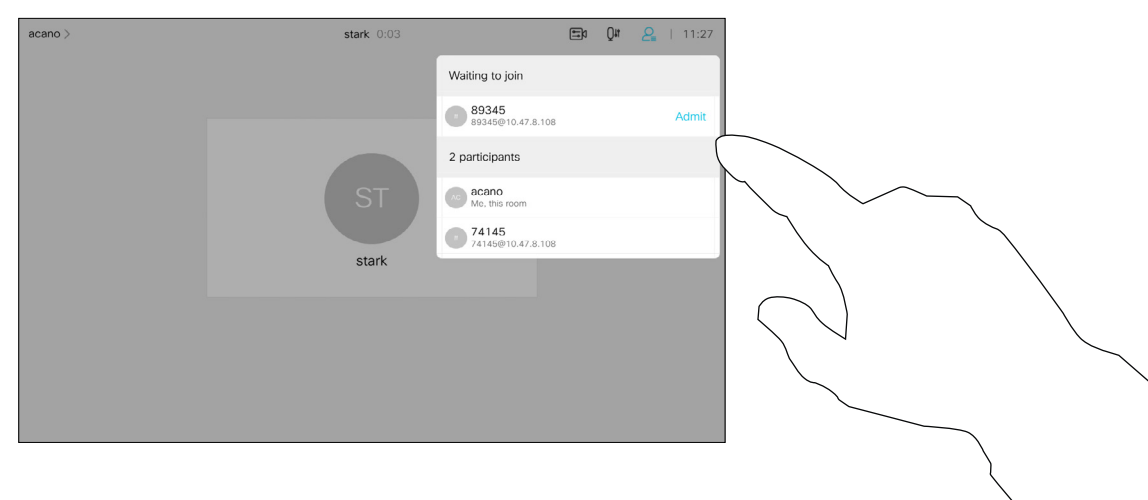 acano >
stark 0:03
| 11:27
Waiting to join
89345
89345@10.47.8.108
Admit
2 participants
AC
acano
Me, this room
74145
74145@10.47.8.108
ST
stark